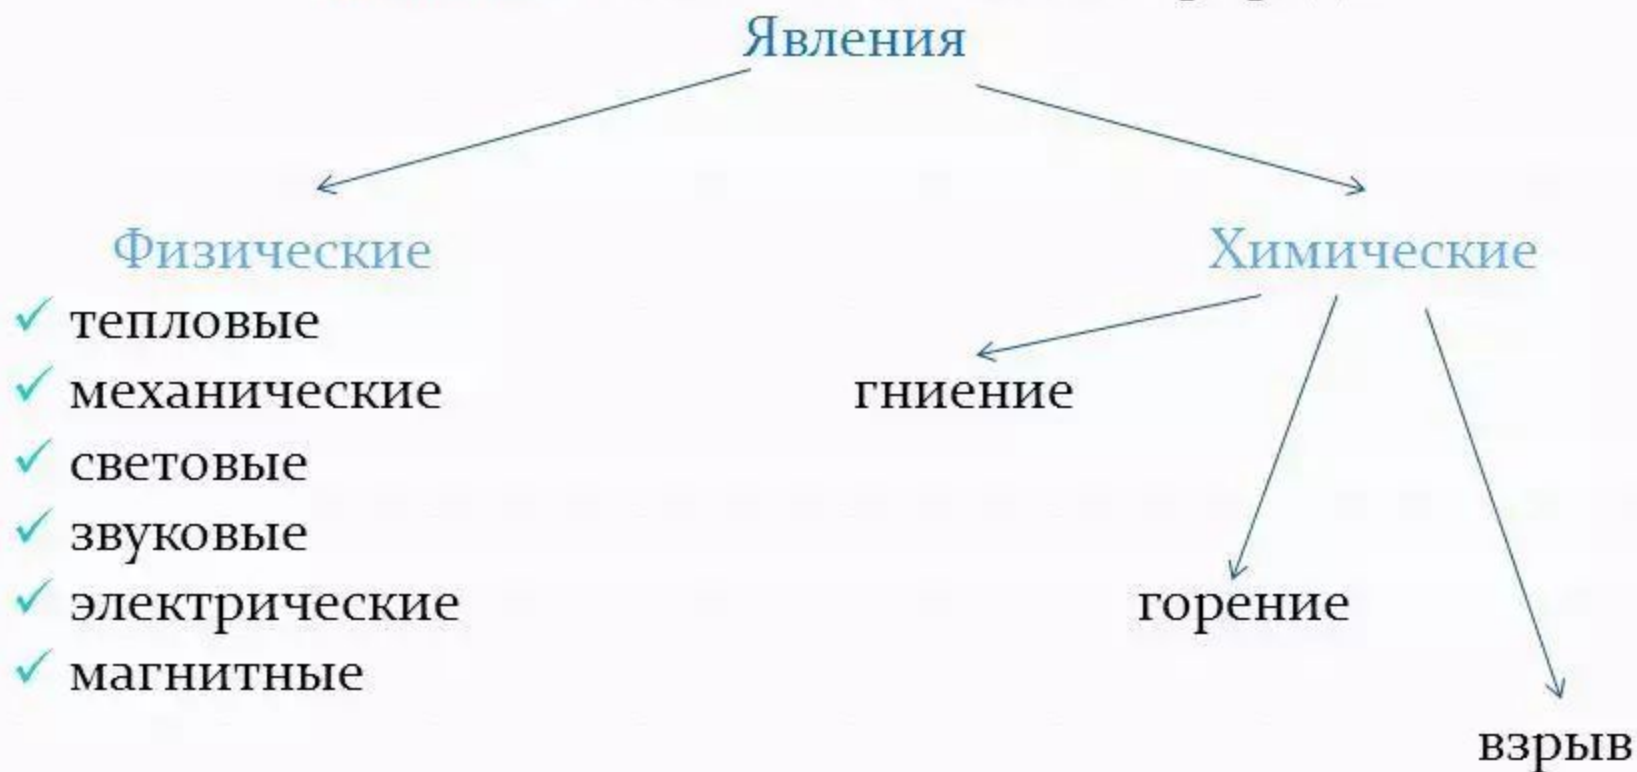 Явления
Физические
Химические
✓ тепловые
✓ механические
✓ световые
✓ звуковые
✓ электрические
✓ магнитные
гниение
горение
взрыв